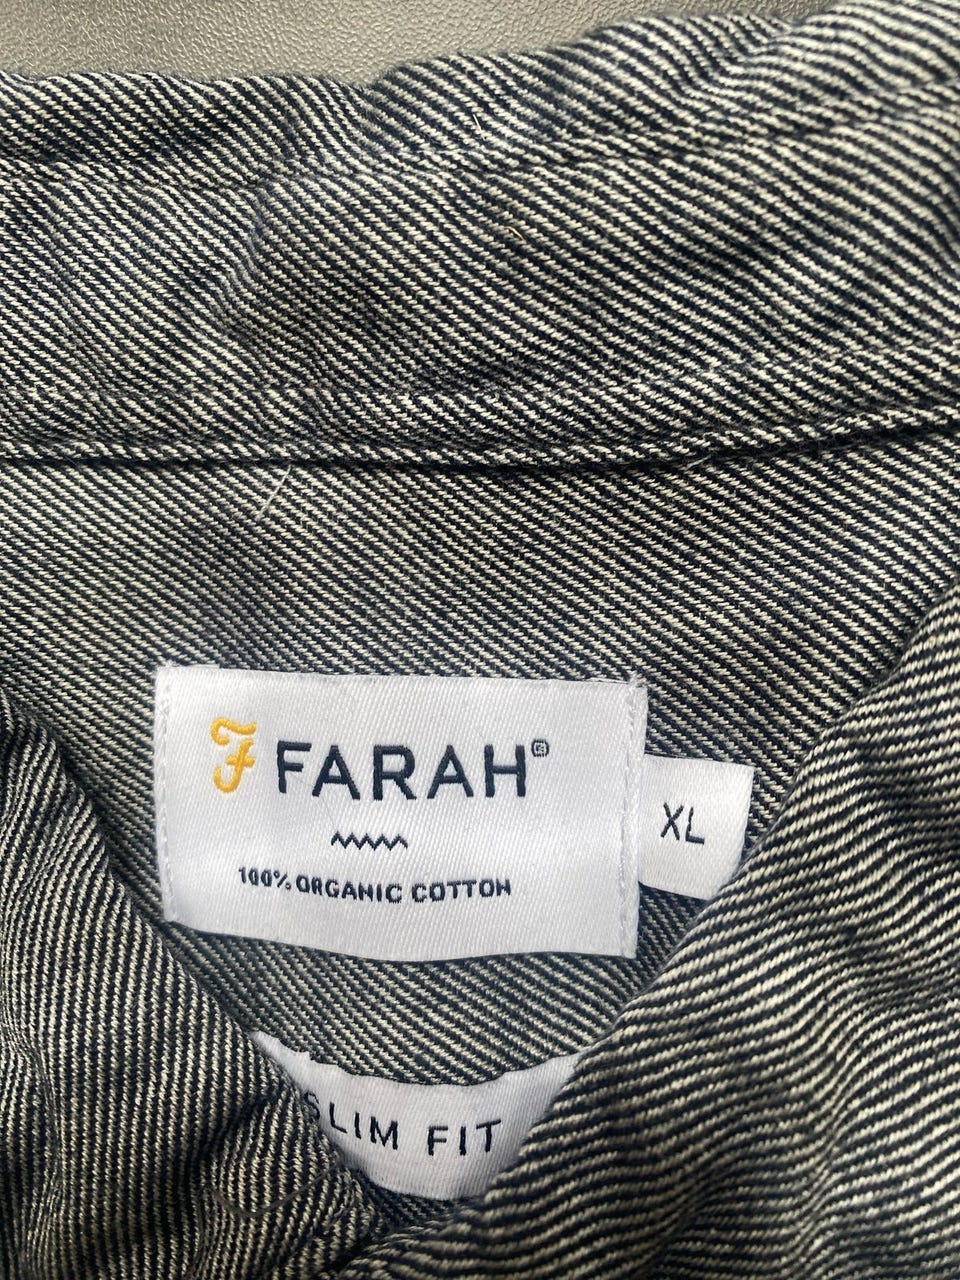 F FARAH®
XL
100% ORGANIC COTTON
SLIM FIT